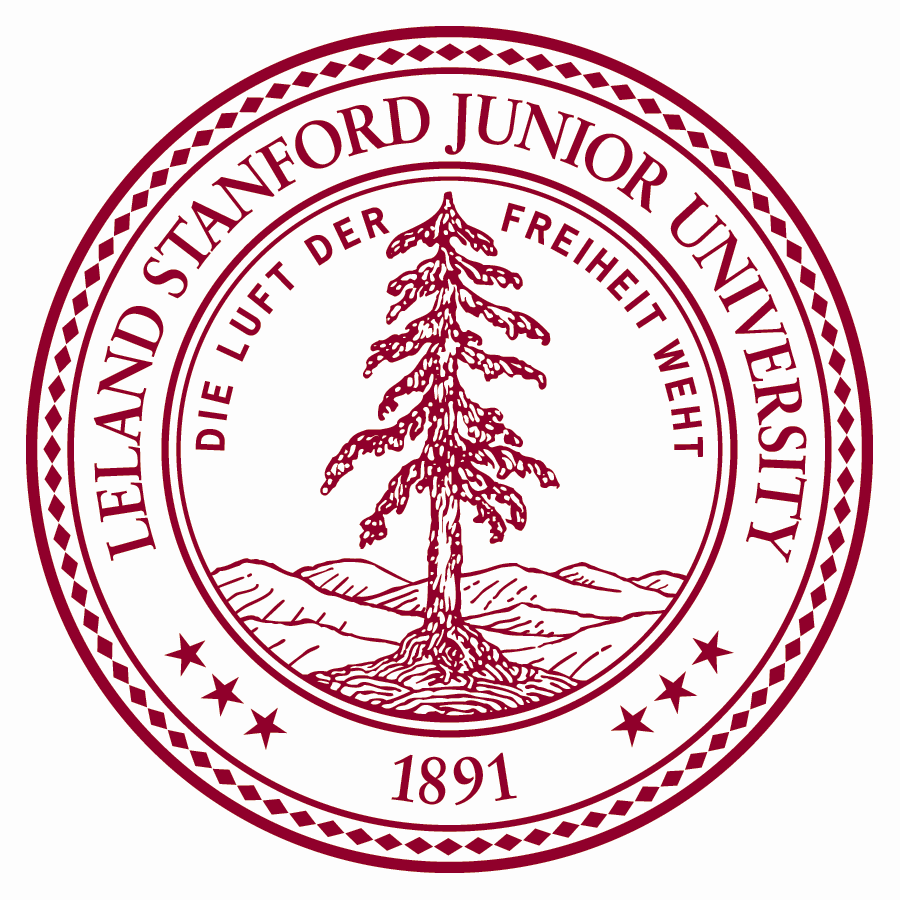 LELAND STANFORD JUNIOR UNIVERSITY
DIE LUFT DER FREIHEIT WEHT
1891